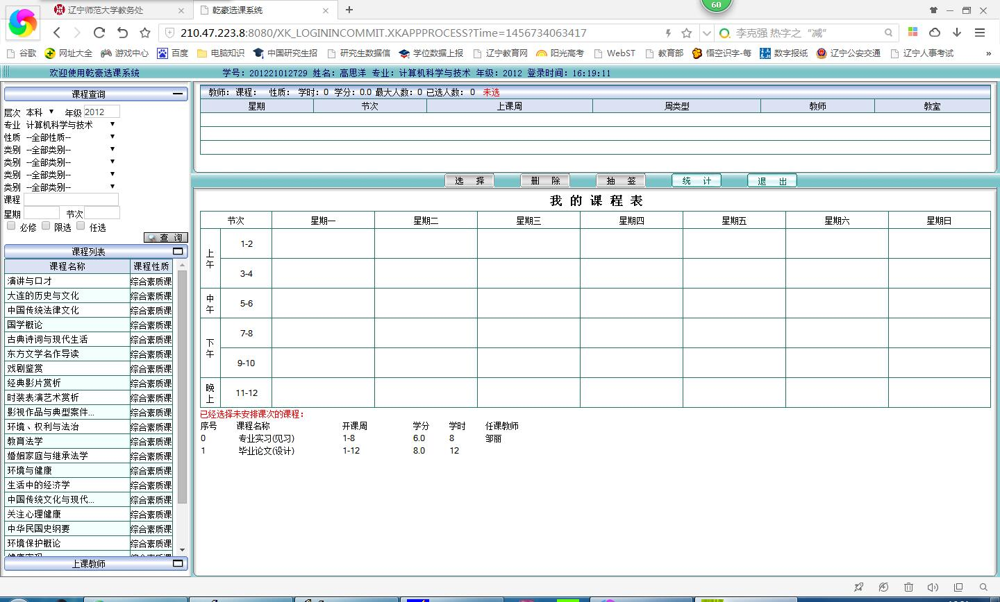 60
辽宁师范大学教务处
乾豪选课系统
210.47.223.8:8080/XK_LOGININCOMMIT.XKAPPPROCESS?Time=1456734063417
李克强 热字之“减”
谷歌 网址大全 游戏中心 百度 电脑知识 中国研究生招 研究生数据信 学位数据上报 辽宁教育网 阳光高考 WebST 教育部 悟空识字-每 数字报纸 辽宁公安交通 辽宁人事考试 »
欢迎使用乾豪选课系统 学号：201221012729 姓名：高思洋 专业：计算机科学与技术 年级：2012 登录时间：16:19:11
课程查询
层次 本科 年级 2012
专业 计算机科学与技术
性质 --全部性质--
类别 --全部类别--
类别 --全部类别--
类别 --全部类别--
类别 --全部类别--
课程
星期 节次
必修 限选 任选
查 询
课程列表
课程名称 课程性质
演讲与口才 综合素质课
大连的历史与文化 综合素质课
中国传统法律文化 综合素质课
国学概论 综合素质课
古典诗词与现代生活 综合素质课
东方文学名作导读 综合素质课
戏剧鉴赏 综合素质课
经典影片赏析 综合素质课
时装表演艺术赏析 综合素质课
影视作品与典型案件... 综合素质课
环境、权利与法治 综合素质课
教育法学 综合素质课
婚姻家庭与继承法学 综合素质课
环境与健康 综合素质课
生活中的经济学 综合素质课
中国传统文化与现代... 综合素质课
关注心理健康 综合素质课
中华民国史纲要 综合素质课
环境保护概论 综合素质课
上课教师
教师： 课程： 性质： 学时：0 学分：0.0 最大人数：0 已选人数： 0 未选
星期 节次 上课周 周类型 教师 教室
选 择 删 除 抽 签 统 计 退 出
我 的 课 程 表
节次 星期一 星期二 星期三 星期四 星期五 星期六 星期日
上午 1-2
3-4
中午 5-6
下午 7-8
9-10
晚上 11-12
已经选择未安排课次的课程：
序号 课程名称 开课周 学分 学时 任课教师
0 专业实习(见习) 1-8 6.0 8 邹丽
1 毕业论文(设计) 1-12 8.0 12